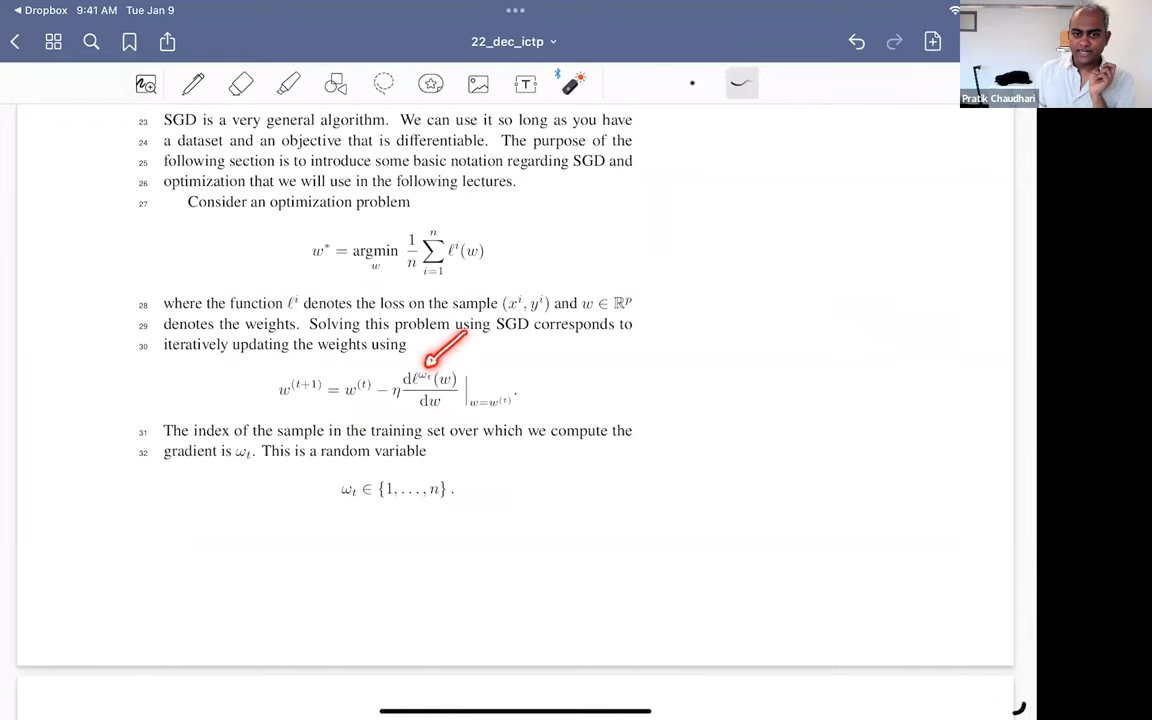 Dropbox 9:41 AM Tue Jan 9
22_dec_ictp
T
Pratik Chaudhari
23 SGD is a very general algorithm. We can use it so long as you have
24 a dataset and an objective that is differentiable. The purpose of the
25 following section is to introduce some basic notation regarding SGD and
26 optimization that we will use in the following lectures.
27 Consider an optimization problem
w* = argmin_w 1/n ∑_{i=1}^{n} ℓ^i(w)
28 where the function ℓ^i denotes the loss on the sample (x^i, y^i) and w ∈ ℝ^p
29 denotes the weights. Solving this problem using SGD corresponds to
30 iteratively updating the weights using
w^{(t+1)} = w^{(t)} − η dℓ^{ω_t}(w)/dw |_{w=w^{(t)}}.
31 The index of the sample in the training set over which we compute the
32 gradient is ω_t. This is a random variable
ω_t ∈ {1, . . . , n} .